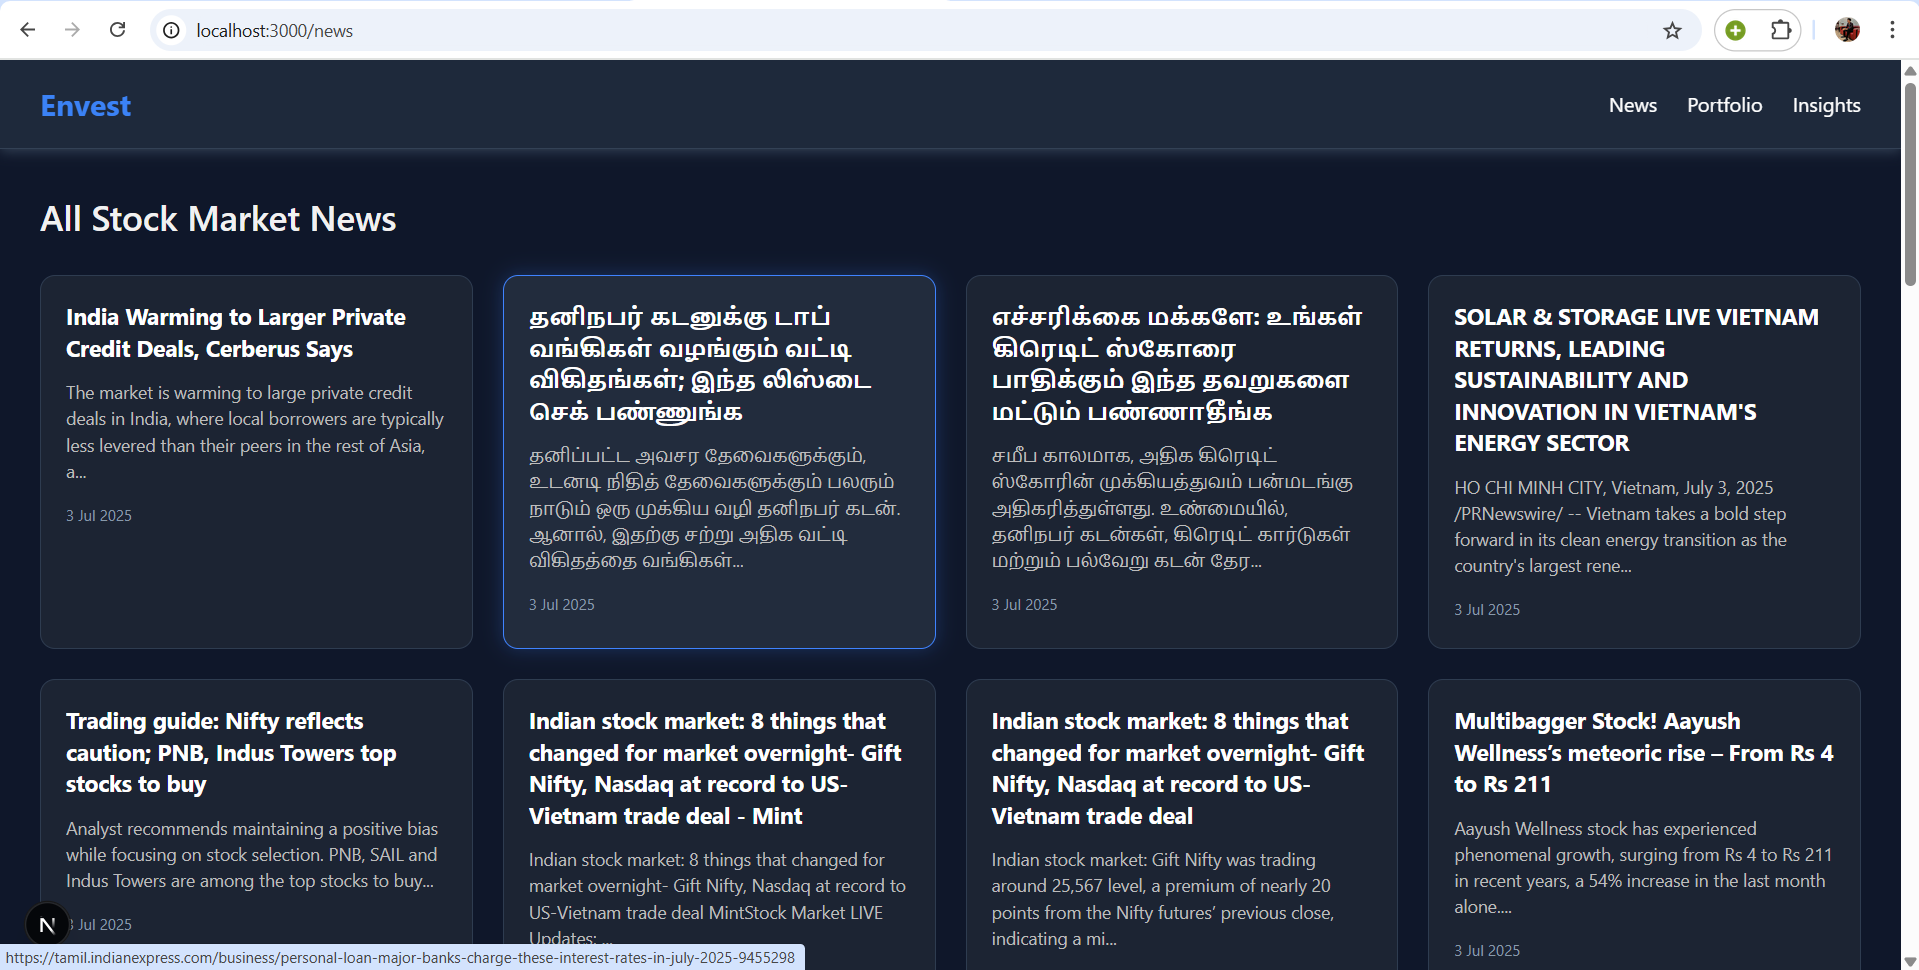 localhost:3000/news
Envest
News
Portfolio
Insights
All Stock Market News
India Warming to Larger Private
Credit Deals, Cerberus Says
The market is warming to large private credit
deals in India, where local borrowers are typically
less levered than their peers in the rest of Asia,
a...
3 Jul 2025
தனிநபர் கடனுக்கு டாப்
வங்கிகள் வழங்கும் வட்டி
விகிதங்கள்; இந்த லிஸ்டை
செக் பண்ணுங்க
தனிப்பட்ட அவசர தேவைகளுக்கும்,
உடனடி நிதித் தேவைகளுக்கும் பலரும்
நாடும் ஒரு முக்கிய வழி தனிநபர் கடன்.
ஆனால், இதற்கு சற்று அதிக வட்டி
விகிதத்தை வங்கிகள்...
3 Jul 2025
எச்சரிக்கை மக்களே: உங்கள்
கிரெடிட் ஸ்கோரை
பாதிக்கும் இந்த தவறுகளை
மட்டும் பண்ணாதீங்க
சமீப காலமாக, அதிக கிரெடிட்
ஸ்கோரின் முக்கியத்துவம் பன்மடங்கு
அதிகரித்துள்ளது. உண்மையில்,
தனிநபர் கடன்கள், கிரெடிட் கார்டுகள்
மற்றும் பல்வேறு கடன் தேர...
3 Jul 2025
SOLAR & STORAGE LIVE VIETNAM
RETURNS, LEADING
SUSTAINABILITY AND
INNOVATION IN VIETNAM'S
ENERGY SECTOR
HO CHI MINH CITY, Vietnam, July 3, 2025
/PRNewswire/ -- Vietnam takes a bold step
forward in its clean energy transition as the
country's largest rene...
3 Jul 2025
Trading guide: Nifty reflects
caution; PNB, Indus Towers top
stocks to buy
Analyst recommends maintaining a positive bias
while focusing on stock selection. PNB, SAIL and
Indus Towers are among the top stocks to buy...
3 Jul 2025
Indian stock market: 8 things that
changed for market overnight- Gift
Nifty, Nasdaq at record to US-
Vietnam trade deal - Mint
Indian stock market: 8 things that changed for
market overnight- Gift Nifty, Nasdaq at record to
US-Vietnam trade deal MintStock Market LIVE
Updates: ...
Indian stock market: 8 things that
changed for market overnight- Gift
Nifty, Nasdaq at record to US-
Vietnam trade deal
Indian stock market: Gift Nifty was trading
around 25,567 level, a premium of nearly 20
points from the Nifty futures’ previous close,
indicating a mi...
Multibagger Stock! Aayush
Wellness’s meteoric rise – From Rs 4
to Rs 211
Aayush Wellness stock has experienced
phenomenal growth, surging from Rs 4 to Rs 211
in recent years, a 54% increase in the last month
alone....
3 Jul 2025
N
https://tamil.indianexpress.com/business/personal-loan-major-banks-charge-these-interest-rates-in-july-2025-9455298